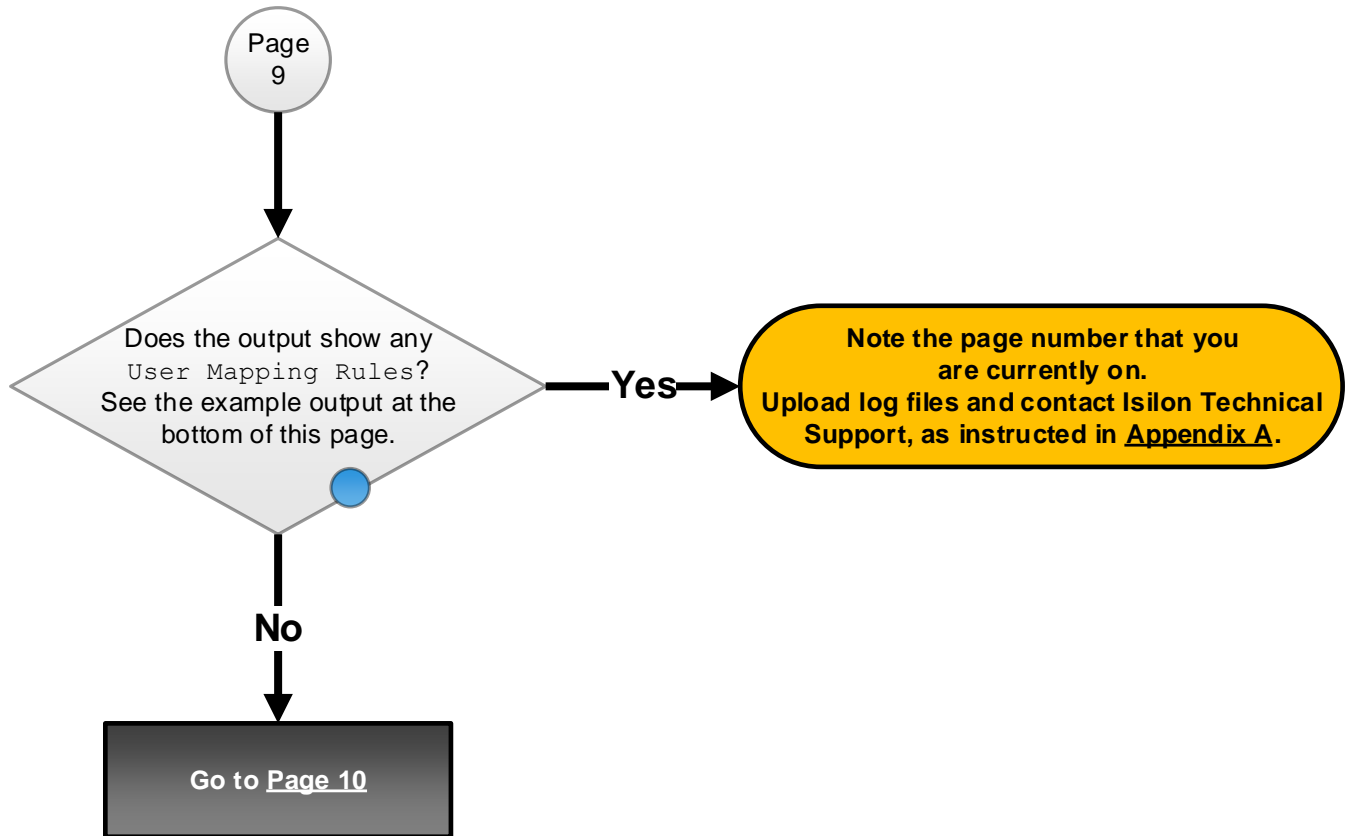 Page
9
Does the output show any
User Mapping Rules?
See the example output at the
bottom of this page.
Yes
Note the page number that you
are currently on.
Upload log files and contact Isilon Technical
Support, as instructed in Appendix A.
No
Go to Page 10